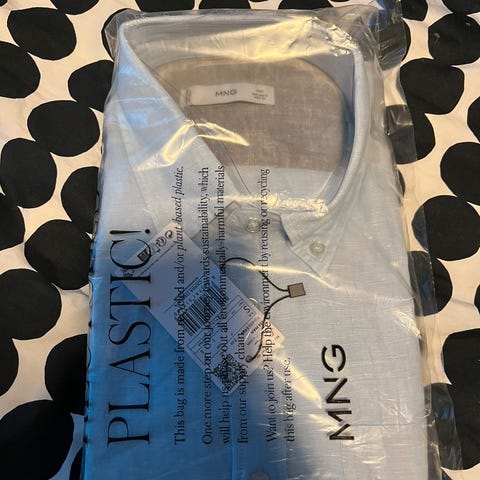 MNG
PLASTIC!
This bag is made from recycled and/or plant-based plastic.
One more step on our journey towards sustainability, which
will help us phase out all environmentally-harmful materials
from our supply chain.
Want to join us? Help the environment by reusing or recycling
this bag after use.
MNG